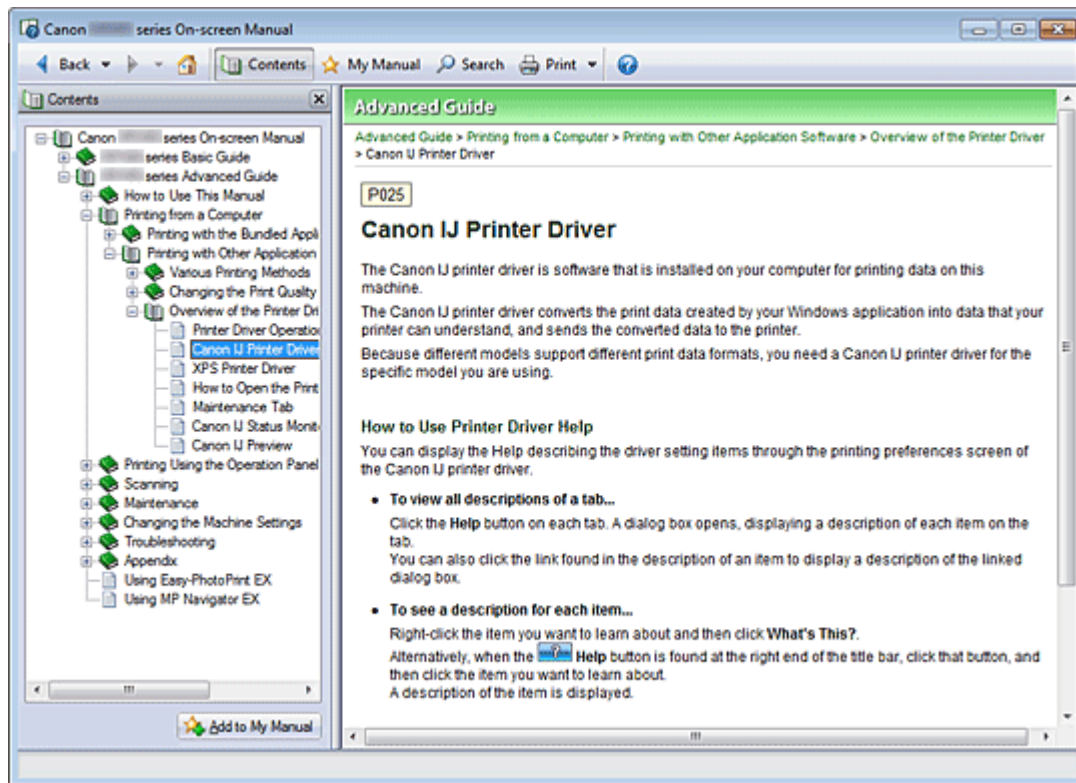 Canon series On-screen Manual
Back Contents My Manual Search Print
Contents
Canon series On-screen Manual
series Basic Guide
series Advanced Guide
How to Use This Manual
Printing from a Computer
Printing with the Bundled Appli
Printing with Other Application
Various Printing Methods
Changing the Print Quality
Overview of the Printer Dri
Printer Driver Operatio
Canon IJ Printer Driver
XPS Printer Driver
How to Open the Print
Maintenance Tab
Canon IJ Status Monit
Canon IJ Preview
Printing Using the Operation Panel
Scanning
Maintenance
Changing the Machine Settings
Troubleshooting
Appendix
Using Easy-PhotoPrint EX
Using MP Navigator EX
Add to My Manual
Advanced Guide
Advanced Guide > Printing from a Computer > Printing with Other Application Software > Overview of the Printer Driver
> Canon IJ Printer Driver
P025
Canon IJ Printer Driver
The Canon IJ printer driver is software that is installed on your computer for printing data on this
machine.
The Canon IJ printer driver converts the print data created by your Windows application into data that your
printer can understand, and sends the converted data to the printer.
Because different models support different print data formats, you need a Canon IJ printer driver for the
specific model you are using.
How to Use Printer Driver Help
You can display the Help describing the driver setting items through the printing preferences screen of
the Canon IJ printer driver.
• To view all descriptions of a tab...
Click the Help button on each tab. A dialog box opens, displaying a description of each item on the
tab.
You can also click the link found in the description of an item to display a description of the linked
dialog box.
• To see a description for each item...
Right-click the item you want to learn about and then click What's This?.
Alternatively, when the Help button is found at the right end of the title bar, click that button, and
then click the item you want to learn about.
A description of the item is displayed.